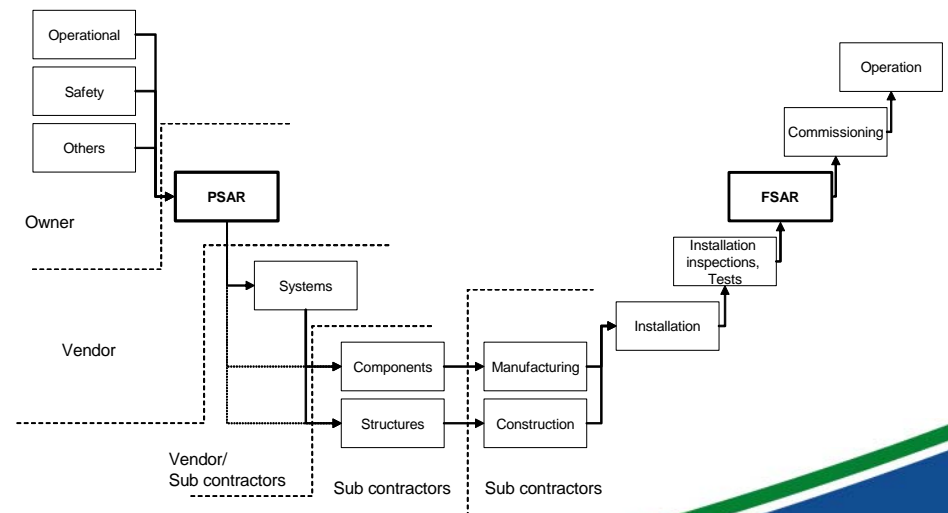 Operational
Safety
Others
Owner
PSAR
Vendor
Systems
Components
Structures
Vendor/
Sub contractors
Sub contractors
Manufacturing
Construction
Sub contractors
Installation
Installation
inspections,
Tests
FSAR
Commissioning
Operation